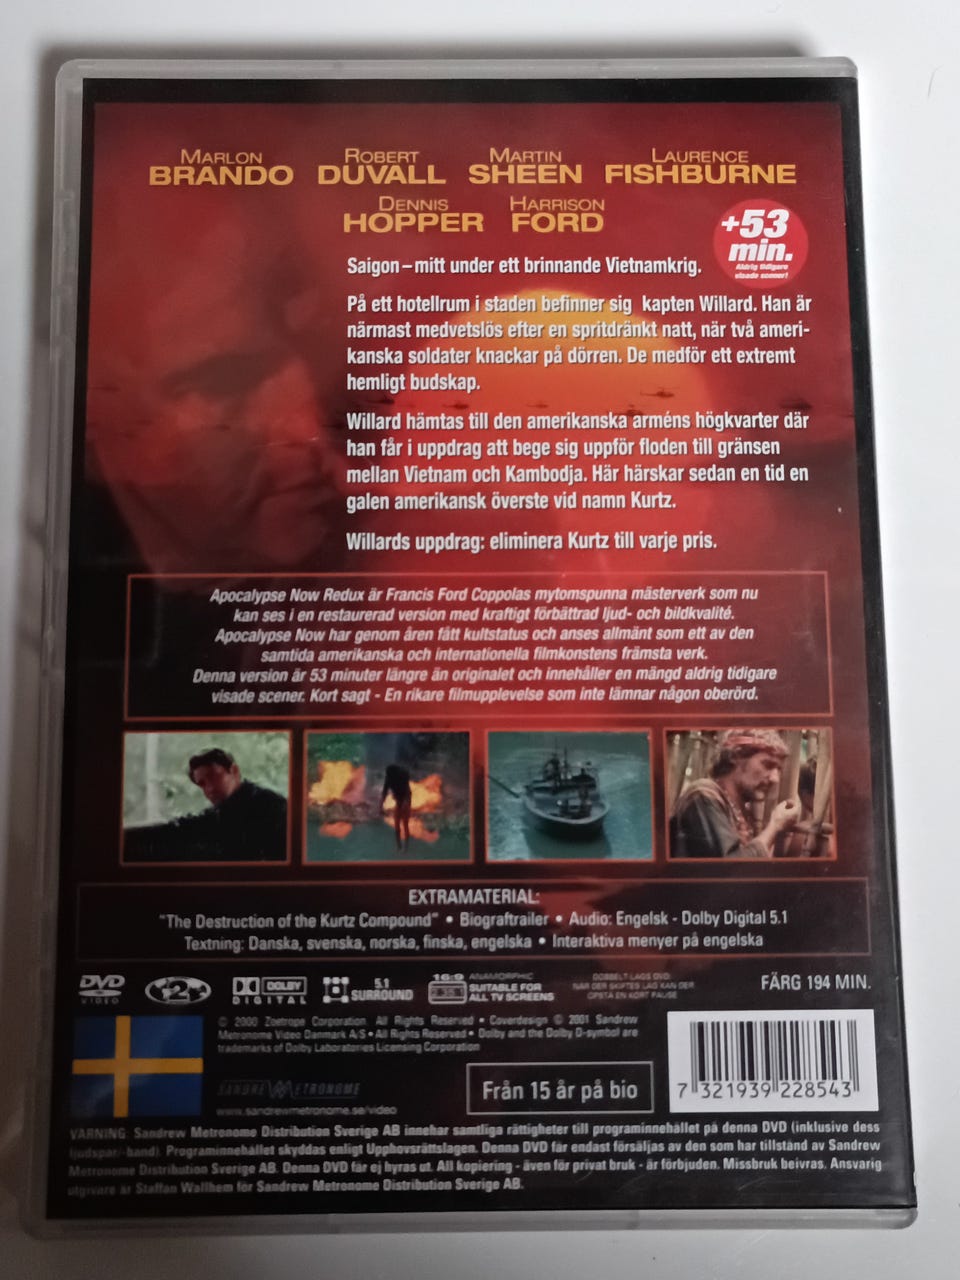 MARLON BRANDO ROBERT DUVALL MARTIN SHEEN LAURENCE FISHBURNE
DENNIS HOPPER HARRISON FORD
+53
min.
Aldrig tidigare
visade scener!
Saigon – mitt under ett brinnande Vietnamkrig.
På ett hotellrum i staden befinner sig kapten Willard. Han är
närmast medvetslös efter en spritdränkt natt, när två ameri-
kanska soldater knackar på dörren. De medför ett extremt
hemligt budskap.
Willard hämtas till den amerikanska arméns högkvarter där
han får i uppdrag att bege sig uppför floden till gränsen
mellan Vietnam och Kambodja. Här härskar sedan en tid en
galen amerikansk överste vid namn Kurtz.
Willards uppdrag: eliminera Kurtz till varje pris.
Apocalypse Now Redux är Francis Ford Coppolas mytomspunna mästerverk som nu
kan ses i en restaurerad version med kraftigt förbättrad ljud- och bildkvalité.
Apocalypse Now har genom åren fått kultstatus och anses allmänt som ett av den
samtida amerikanska och internationella filmkonstens främsta verk.
Denna version är 53 minuter längre än originalet och innehåller en mängd aldrig tidigare
visade scener. Kort sagt - En rikare filmupplevelse som inte lämnar någon oberörd.
EXTRAMATERIAL:
"The Destruction of the Kurtz Compound" • Biograftrailer • Audio: Engelsk - Dolby Digital 5.1
Textning: Danska, svenska, norska, finska, engelska • Interaktiva menyer på engelska
DVD VIDEO 2 DOLBY DIGITAL 5.1 SURROUND 16:9 2.35:1 ANAMORPHIC SUITABLE FOR ALL TV SCREENS
DOBBELT LAGS DVD:
NÄR DER SKIFTES LAG KAN DER
OPSTÅ EN KORT PAUSE
FÄRG 194 MIN.
© 2000 Zoetrope Corporation. All Rights Reserved • Coverdesign © 2001 Sandrew
Metronome Video Danmark A/S • All Rights Reserved • Dolby and the Dolby D-symbol are
trademarks of Dolby Laboratories Licensing Corporation
SANDREW METRONOME
www.sandrewmetronome.se/video
Från 15 år på bio
7 321939 228543
VARNING. Sandrew Metronome Distribution Sverige AB innehar samtliga rättigheter till programinnehållet på denna DVD (inklusive dess
ljudspår/-band). Programinnehållet skyddas enligt Upphovsrättslagen. Denna DVD får endast försäljas av den som har tillstånd av Sandrew
Metronome Distribution Sverige AB. Denna DVD får ej hyras ut. All kopiering - även för privat bruk - är förbjuden. Missbruk beivras. Ansvarig
utgivare är Staffan Wallhem för Sandrew Metronome Distribution Sverige AB.